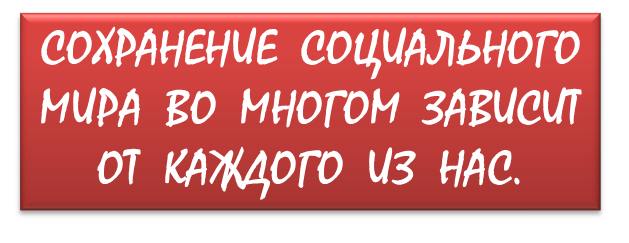 СОХРАНЕНИЕ СОЦИАЛЬНОГО
МИРА ВО МНОГОМ ЗАВИСИТ
ОТ КАЖДОГО ИЗ НАС.